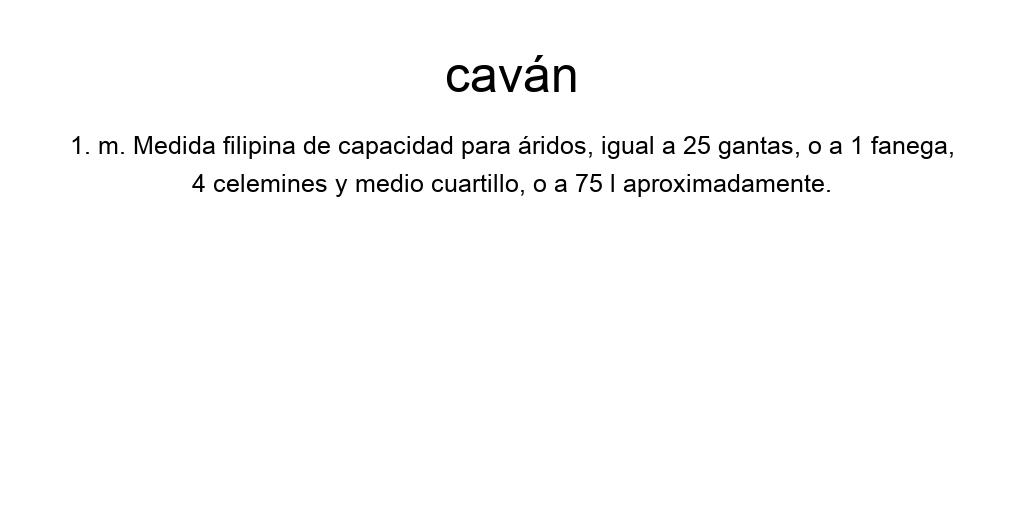 caván
1. m. Medida filipina de capacidad para áridos, igual a 25 gantas, o a 1 fanega,
4 celemines y medio cuartillo, o a 75 l aproximadamente.